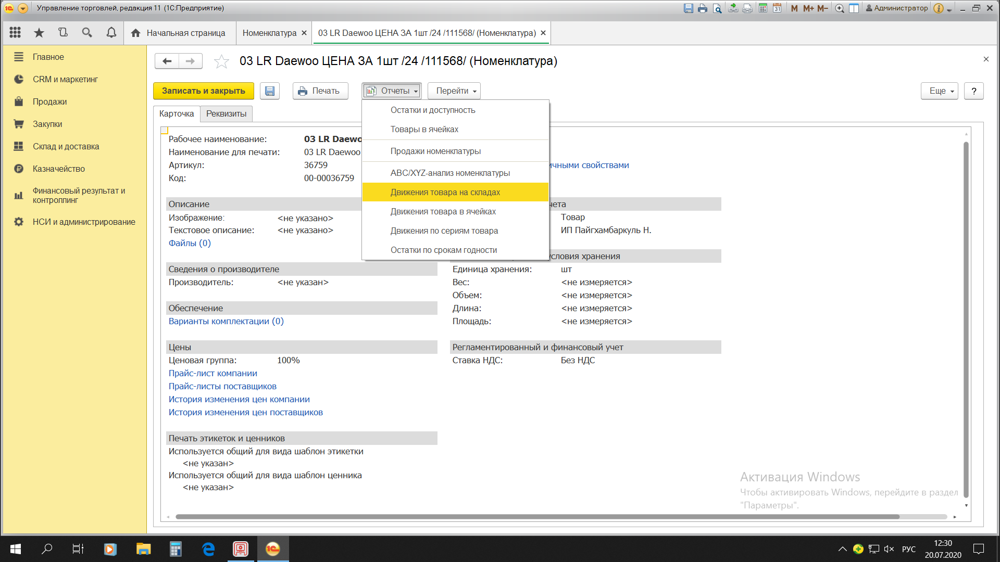 Управление торговлей, редакция 11 (1С:Предприятие)
M M+ M-
Администратор
Начальная страница
Номенклатура
03 LR Daewoo ЦЕНА ЗА 1шт /24 /111568/ (Номенклатура)
Главное
CRM и маркетинг
Продажи
Закупки
Склад и доставка
Казначейство
Финансовый результат и
контроллинг
НСИ и администрирование
03 LR Daewoo ЦЕНА ЗА 1шт /24 /111568/ (Номенклатура)
Записать и закрыть
Печать
Отчеты
Перейти
Еще
?
Карточка
Реквизиты
Остатки и доступность
Товары в ячейках
Продажи номенклатуры
ABC/XYZ-анализ номенклатуры
Движения товара на складах
Движения товара в ячейках
Движения по сериям товара
Остатки по срокам годности
Рабочее наименование: 03 LR Daewo
Наименование для печати: 03 LR Daewoo
Артикул: 36759
ичными свойствами
Код: 00-00036759
Описание
чета
Изображение: <не указано>
Товар
Текстовое описание: <не указано>
ИП Пайгхамбаркуль Н.
Файлы (0)
условия хранения
Сведения о производителе
Единица хранения: шт
Производитель: <не указан>
Вес: <не измеряется>
Объем: <не измеряется>
Обеспечение
Длина: <не измеряется>
Варианты комплектации (0)
Площадь: <не измеряется>
Цены
Регламентированный и финансовый учет
Ценовая группа: 100%
Ставка НДС: Без НДС
Прайс-лист компании
Прайс-листы поставщиков
История изменения цен компании
История изменения цен поставщиков
Печать этикеток и ценников
Используется общий для вида шаблон этикетки
<не указан>
Используется общий для вида шаблон ценника
<не указан>
Активация Windows
Чтобы активировать Windows, перейдите в раздел
"Параметры".
РУС
12:30
20.07.2020